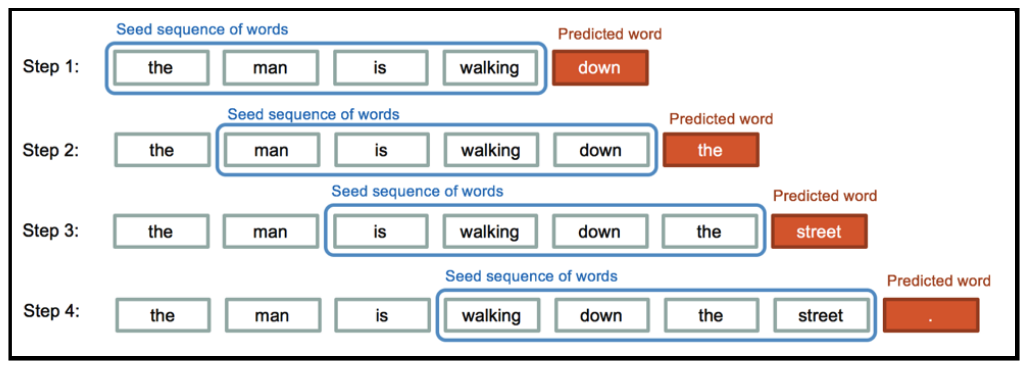 Seed sequence of words
Predicted word
Step 1: the man is walking down
Seed sequence of words
Predicted word
Step 2: the man is walking down the
Seed sequence of words
Predicted word
Step 3: the man is walking down the street
Seed sequence of words
Predicted word
Step 4: the man is walking down the street .